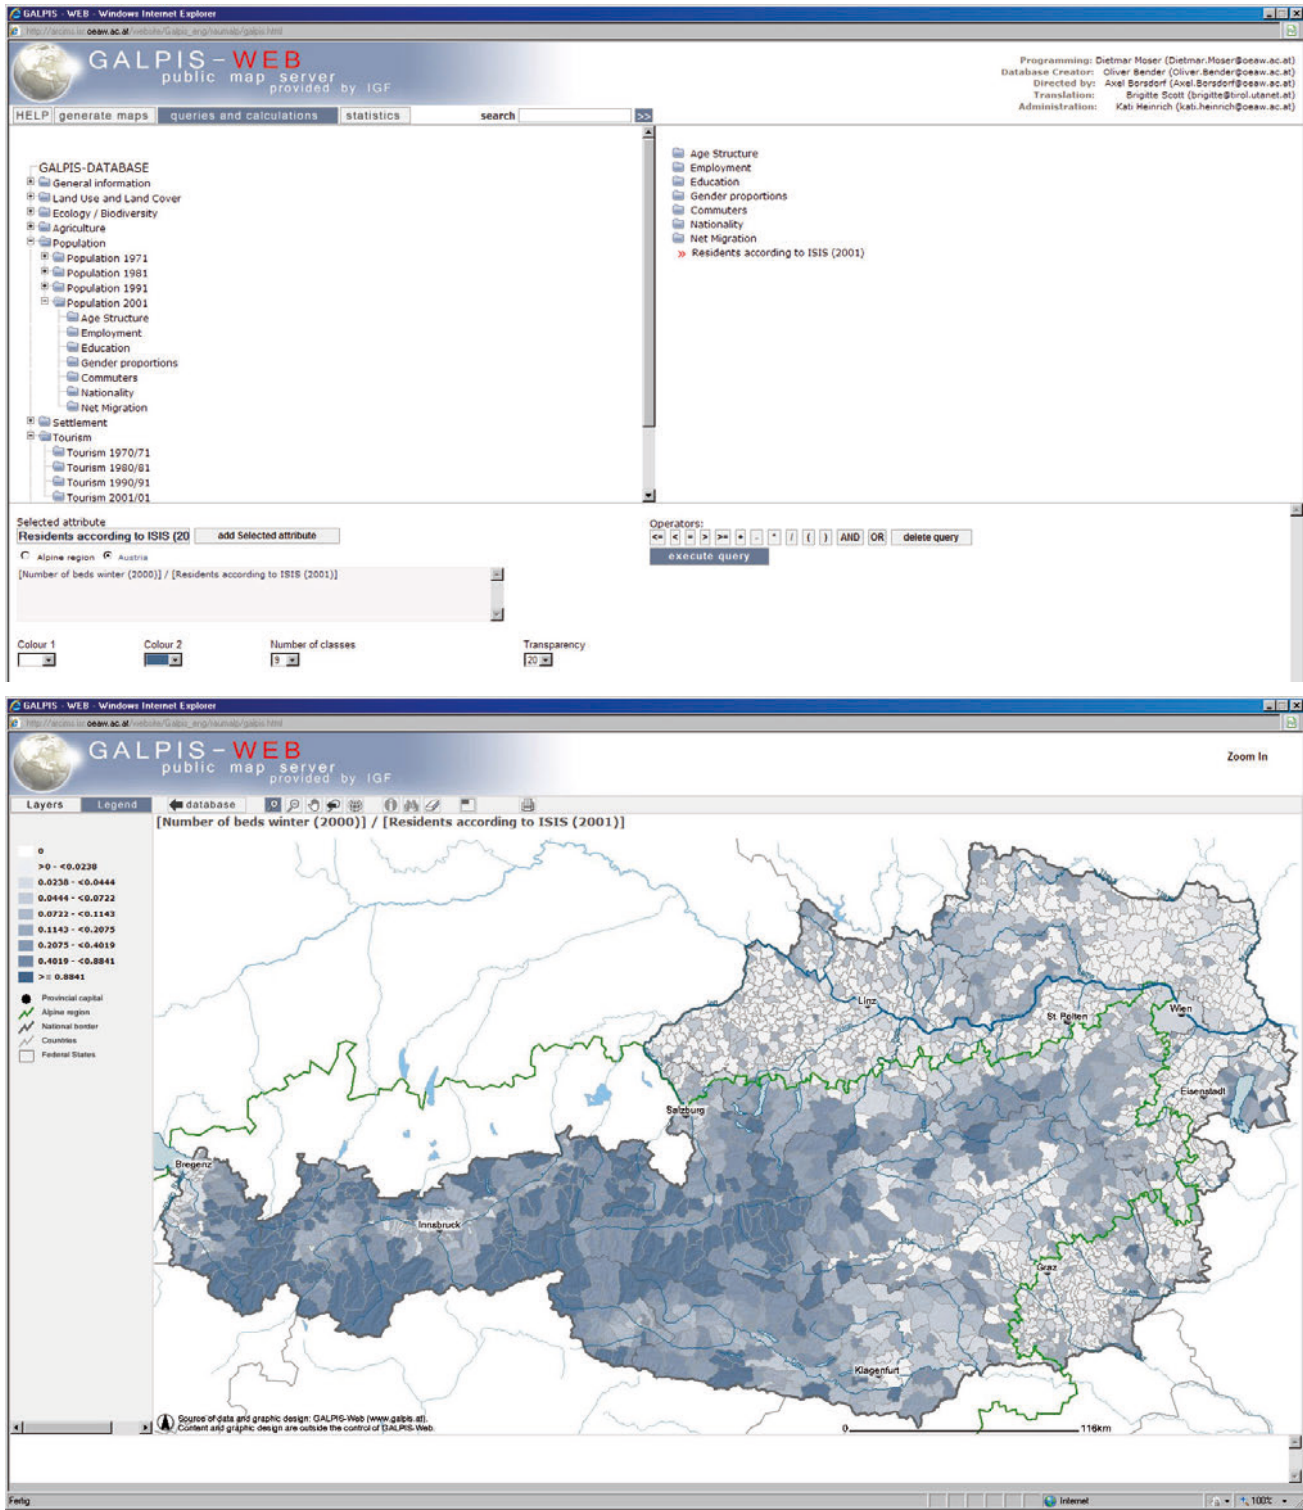 GALPIS - WEB - Windows Internet Explorer
GALPIS-WEB
public map server
provided by IGF
Programming: Dietmar Moser (Dietmar.Moser@oeaw.ac.at)
Database Creator: Oliver Bender (Oliver.Bender@oeaw.ac.at)
Directed by: Axel Borsdorf (Axel.Borsdorf@oeaw.ac.at)
Translation: Brigitte Scott (brigitte@tirol.utanet.at)
Administration: Kati Heinrich (kati.heinrich@oeaw.ac.at)
HELP generate maps queries and calculations statistics search >>
GALPIS-DATABASE
General information
Land Use and Land Cover
Ecology / Biodiversity
Agriculture
Population
Population 1971
Population 1981
Population 1991
Population 2001
Age Structure
Employment
Education
Gender proportions
Commuters
Nationality
Net Migration
Settlement
Tourism
Tourism 1970/71
Tourism 1980/81
Tourism 1990/91
Tourism 2001/01
Age Structure
Employment
Education
Gender proportions
Commuters
Nationality
Net Migration
» Residents according to ISIS (2001)
Selected attribute
Residents according to ISIS (20 add Selected attribute
Alpine region Austria
[Number of beds winter (2000)] / [Residents according to ISIS (2001)]
Operators:
<= < = > >= + - * / ( ) AND OR delete query
execute query
Colour 1 Colour 2 Number of classes Transparency
9 20
GALPIS - WEB - Windows Internet Explorer
GALPIS-WEB
public map server
provided by IGF
Zoom In
Layers Legend database
[Number of beds winter (2000)] / [Residents according to ISIS (2001)]
0
>0 - <0.0238
0.0238 - <0.0444
0.0444 - <0.0722
0.0722 - <0.1143
0.1143 - <0.2075
0.2075 - <0.4019
0.4019 - <0.8841
>= 0.8841
Provincial capital
Alpine region
National border
Countries
Federal States
Linz
St. Pölten
Wien
Eisenstadt
Salzburg
Bregenz
Innsbruck
Graz
Klagenfurt
Source of data and graphic design: GALPIS-Web (www.galpis.at).
Content and graphic design are outside the control of GALPIS-Web.
0 116km
Fertig Internet 100%